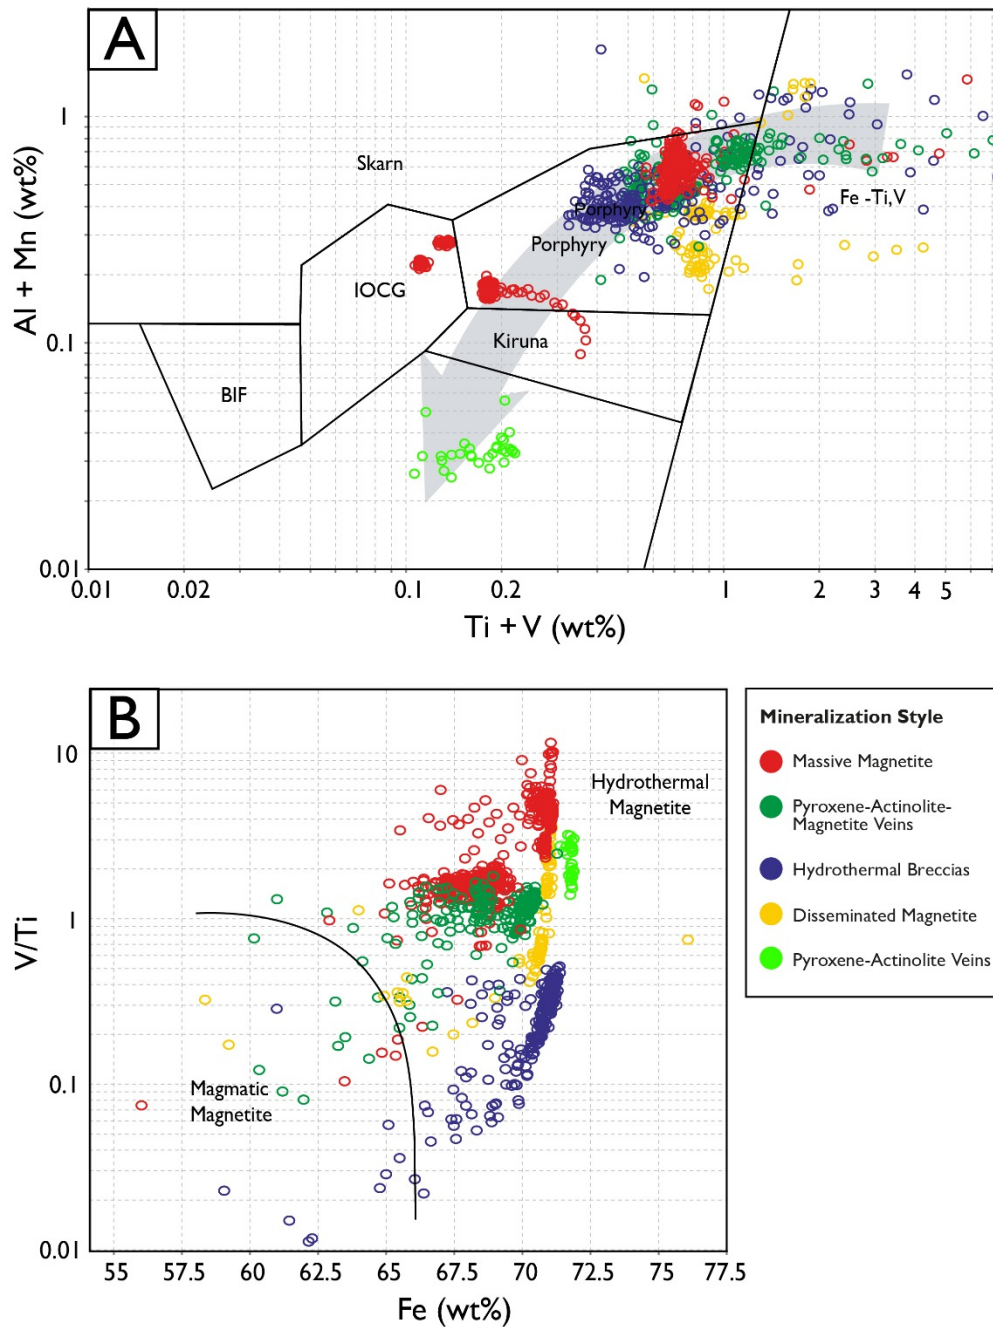 A
Al + Mn (wt%)
1
0.1
0.01
Skarn
Porphyry
Porphyry
Fe -Ti,V
IOCG
Kiruna
BIF
0.01
0.02
0.1
0.2
1
2
3
4
5
Ti + V (wt%)
B
V/Ti
10
1
0.1
0.01
Hydrothermal
Magnetite
Magmatic
Magnetite
55
57.5
60
62.5
65
67.5
70
72.5
75
77.5
Fe (wt%)
Mineralization Style
Massive Magnetite
Pyroxene-Actinolite-
Magnetite Veins
Hydrothermal Breccias
Disseminated Magnetite
Pyroxene-Actinolite Veins